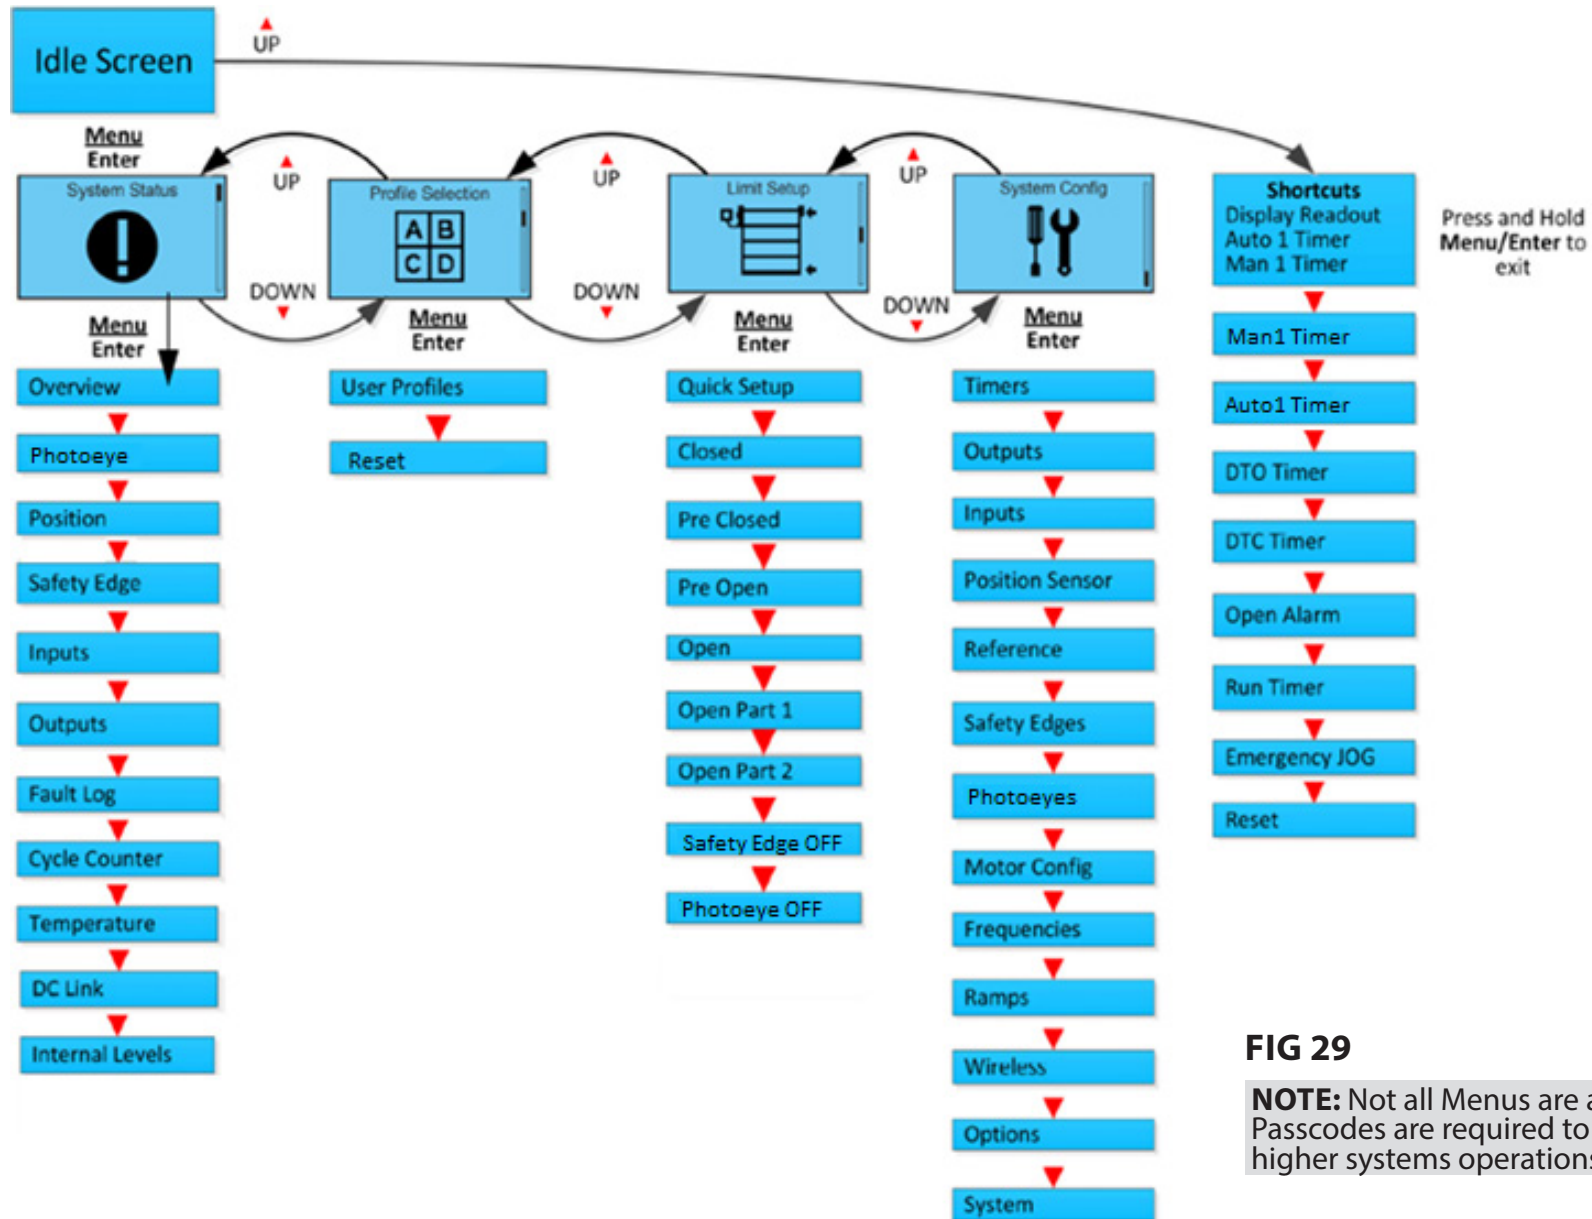 Idle Screen
UP
Menu
Enter
System Status
UP
DOWN
Profile Selection
A B
C D
UP
DOWN
Limit Setup
UP
DOWN
System Config
Shortcuts
Display Readout
Auto 1 Timer
Man 1 Timer
Press and Hold
Menu/Enter to
exit
Menu
Enter
Overview
Photoeye
Position
Safety Edge
Inputs
Outputs
Fault Log
Cycle Counter
Temperature
DC Link
Internal Levels
Menu
Enter
User Profiles
Reset
Menu
Enter
Quick Setup
Closed
Pre Closed
Pre Open
Open
Open Part 1
Open Part 2
Safety Edge OFF
Photoeye OFF
Menu
Enter
Timers
Outputs
Inputs
Position Sensor
Reference
Safety Edges
Photoeyes
Motor Config
Frequencies
Ramps
Wireless
Options
System
Man1 Timer
Auto1 Timer
DTO Timer
DTC Timer
Open Alarm
Run Timer
Emergency JOG
Reset
FIG 29
NOTE: Not all Menus are
Passcodes are required to
higher systems operations